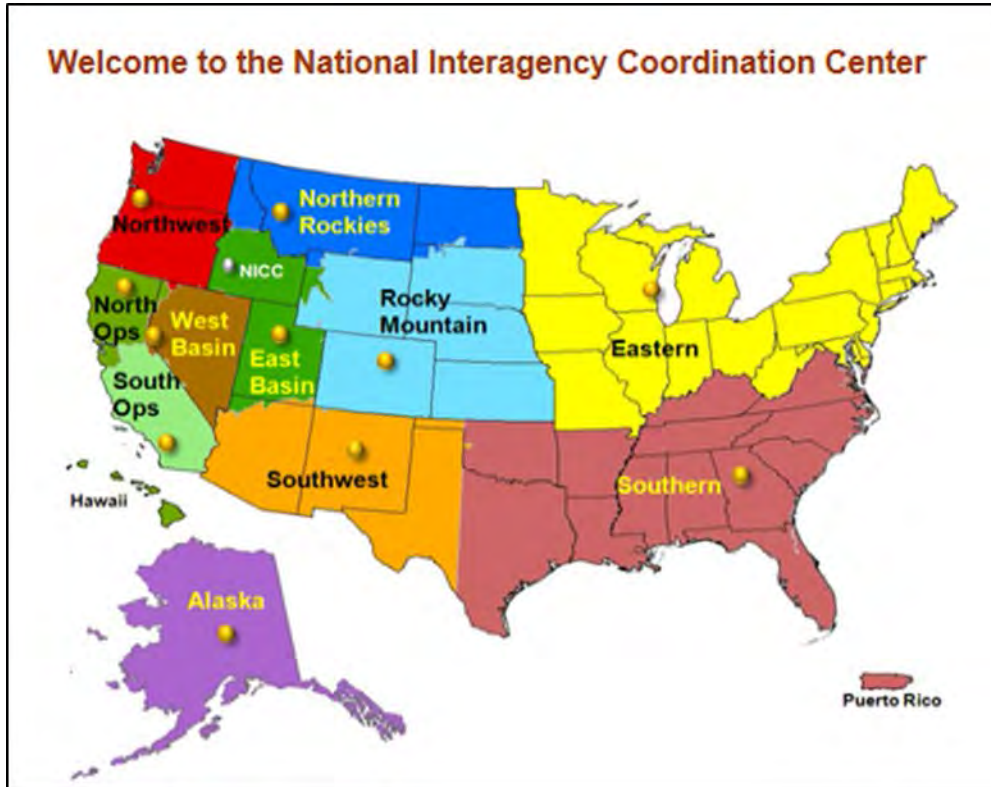 Welcome to the National Interagency Coordination Center
Northern
Rockies
Northwest
NICC
Rocky
Mountain
North
Ops
West
Basin
East
Basin
Eastern
South
Ops
Southwest
Southern
Hawaii
Alaska
Puerto Rico